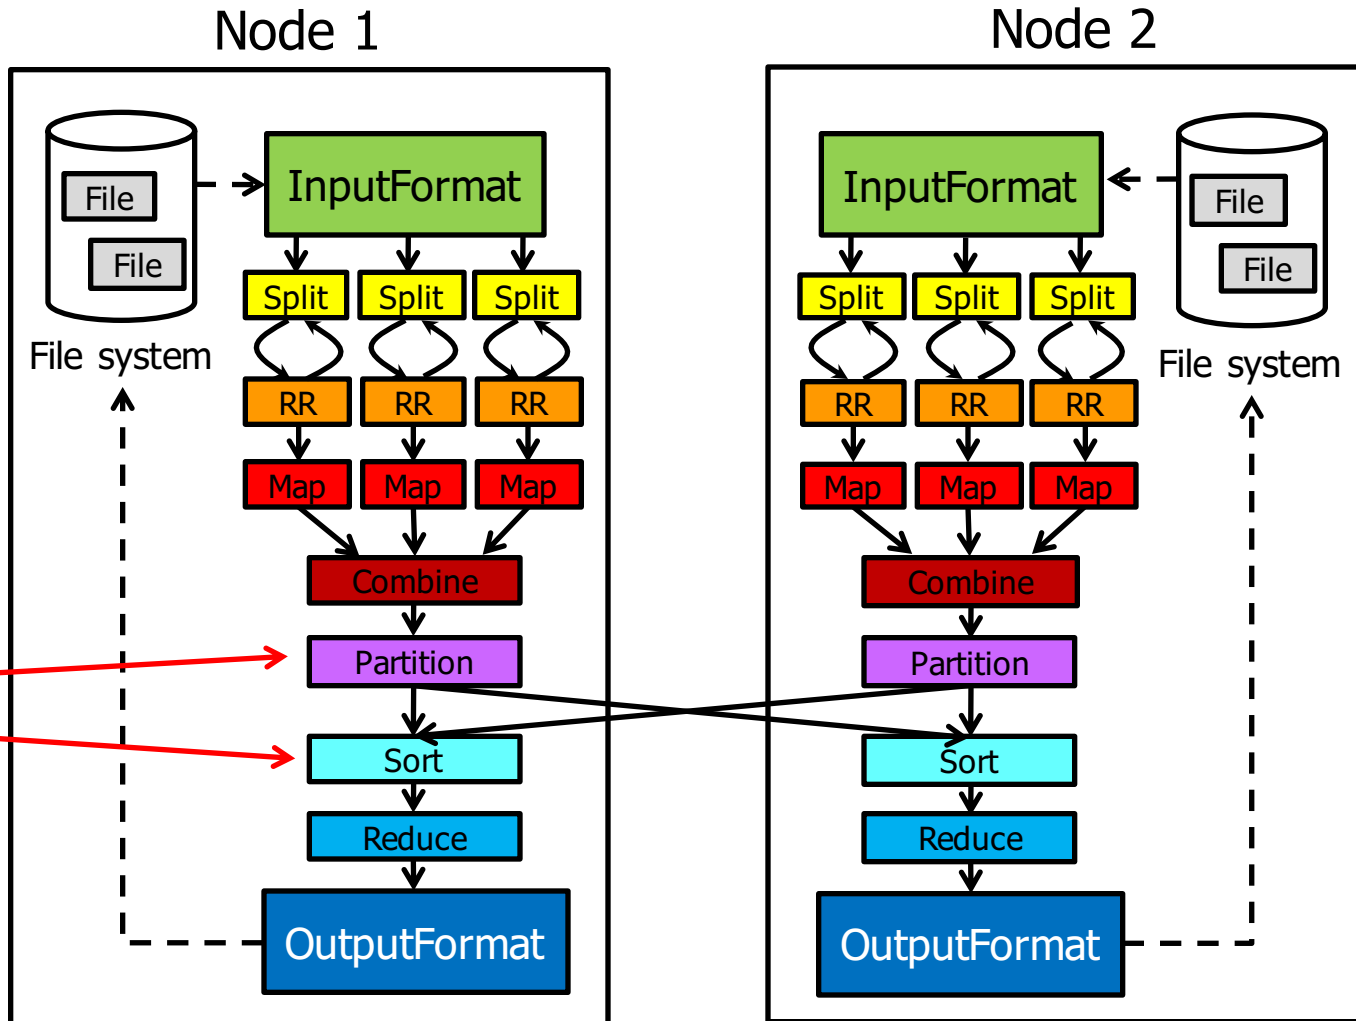 Node 1
File
File
File system
InputFormat
Split Split Split
RR RR RR
Map Map Map
Combine
Partition
Sort
Reduce
OutputFormat
Node 2
InputFormat
File
File
File system
Split Split Split
RR RR RR
Map Map Map
Combine
Partition
Sort
Reduce
OutputFormat